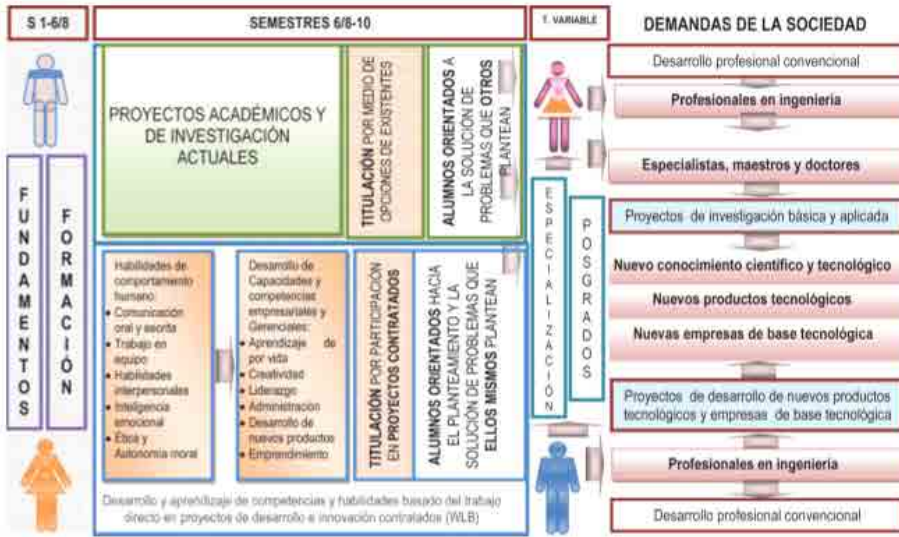 S 1-6/8
SEMESTRES 6/8-10
T. VARIABLE
DEMANDAS DE LA SOCIEDAD
FUNDAMENTOS
FORMACIÓN
PROYECTOS ACADÉMICOS Y
DE INVESTIGACIÓN
ACTUALES
TITULACIÓN POR MEDIO DE
OPCIONES DE EXISTENTES
ALUMNOS ORIENTADOS A
LA SOLUCIÓN DE
PROBLEMAS QUE OTROS
PLANTEAN
Habilidades de
comportamiento
humano:
• Comunicación
oral y escrita
• Trabajo en
equipo
• Habilidades
interpersonales
• Inteligencia
emocional
• Ética y
Autonomía moral
Desarrollo de
Capacidades y
competencias
empresariales y
Gerenciales:
• Aprendizaje de
por vida
• Creatividad
• Liderazgo
• Administración
• Desarrollo de
nuevos productos
• Emprendimiento
TITULACIÓN POR PARTICIPACIÓN
EN PROYECTOS CONTRATADOS
ALUMNOS ORIENTADOS HACIA
EL PLANTEAMIENTO Y LA
SOLUCIÓN DE PROBLEMAS QUE
ELLOS MISMOS PLANTEAN
Desarrollo y aprendizaje de competencias y habilidades basado del trabajo
directo en proyectos de desarrollo e innovación contratados (WLB)
ESPECIALIZACIÓN
POSGRADOS
Desarrollo profesional convencional
Profesionales en ingeniería
Especialistas, maestros y doctores
Proyectos de investigación básica y aplicada
Nuevo conocimiento científico y tecnológico
Nuevos productos tecnológicos
Nuevas empresas de base tecnológica
Proyectos de desarrollo de nuevos productos
tecnológicos y empresas de base tecnológica
Profesionales en ingeniería
Desarrollo profesional convencional